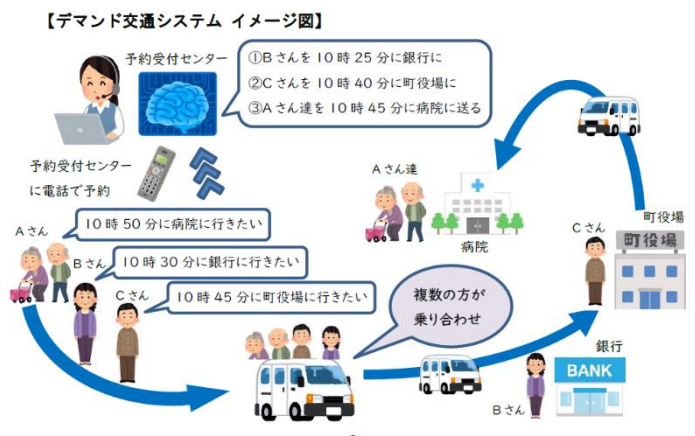 【デマンド交通システム イメージ図】
予約受付センター
①Bさんを10時25分に銀行に
②Cさんを10時40分に町役場に
③Aさん達を10時45分に病院に送る
予約受付センター
に電話で予約
Aさん達
病院
町役場
Cさん
町役場
Aさん
10時50分に病院に行きたい
Bさん
10時30分に銀行に行きたい
Cさん
10時45分に町役場に行きたい
複数の方が
乗り合わせ
銀行
BANK
Bさん